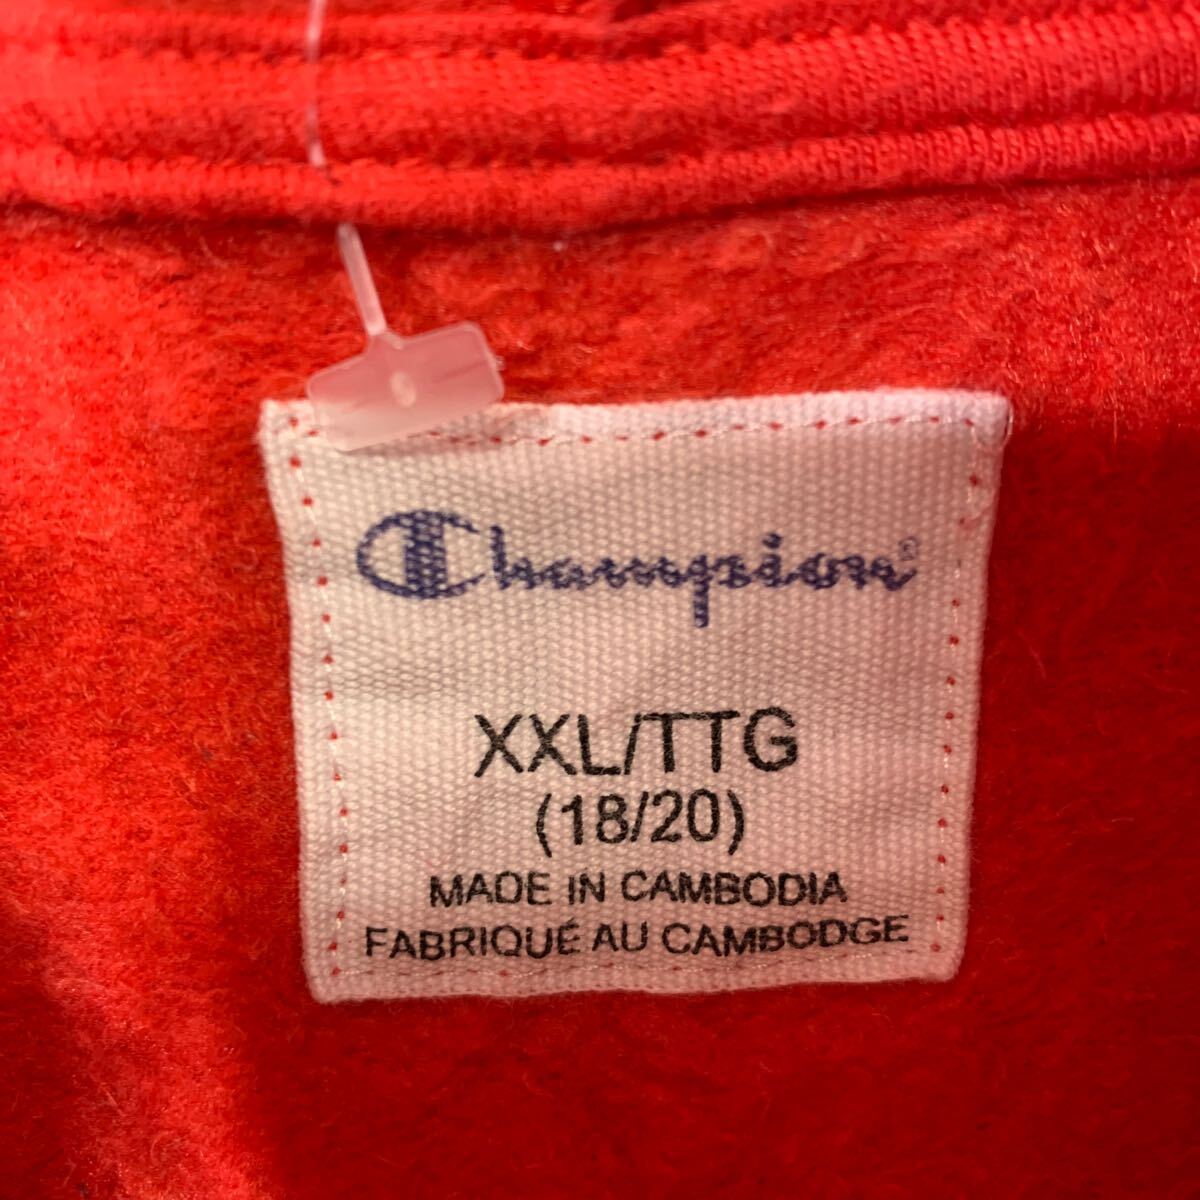 Champion®
XXL/TTG
(18/20)
MADE IN CAMBODIA
FABRIQUÉ AU CAMBODGE